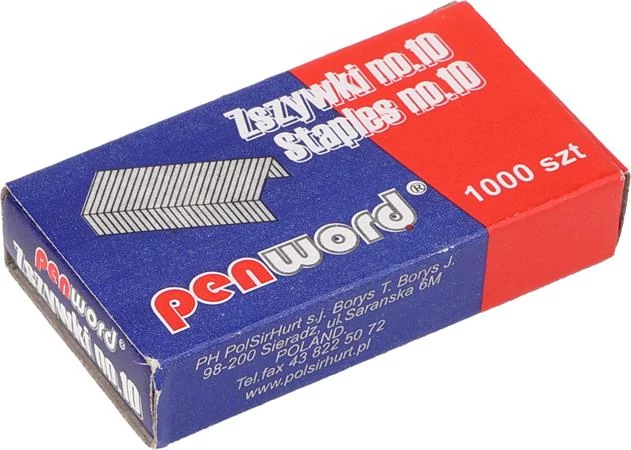 Zszywki no.10
Staples no.10
1000 szt
penword®
PH PolSirHurt s.j. Borys T. Borys J.
98-200 Sieradz, ul.Sarańska 6M
POLAND
Tel.fax 43 822 50 72
www.polsirhurt.pl
penword®
Zszywki no.10